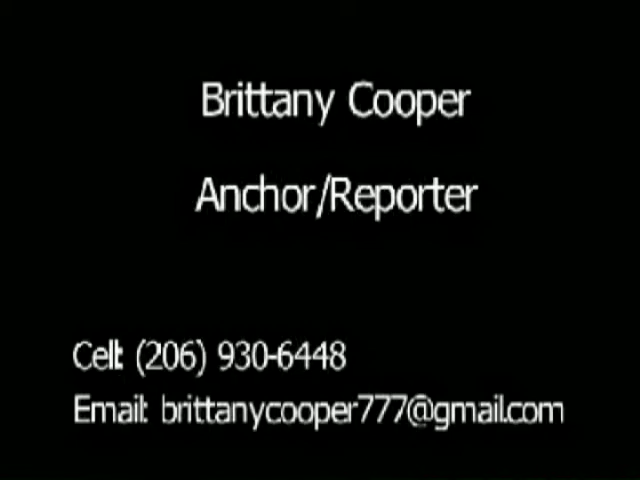 Brittany Cooper
Anchor/Reporter
Cell: (206) 930-6448
Email: brittanycooper777@gmail.com